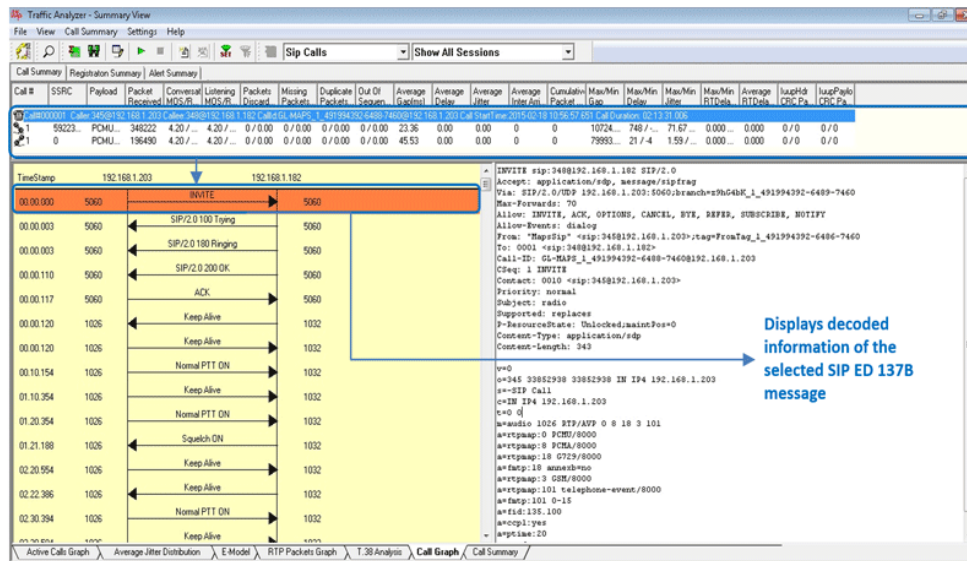 Traffic Analyzer - Summary View
File View Call Summary Settings Help
Sip Calls Show All Sessions
Call Summary Registraton Summary Alert Summary
Call # SSRC Payload Packet Received Conversat MOS/R... Listening MOS/R... Packets Discard... Missing Packets... Duplicate Packets... Out Of Sequen... Average Gap(ms) Average Delay Average Jitter Average Inter Arri... Cumulativ Packet ... Max/Min Gap Max/Min Delay Max/Min Jitter Max/Min RTDela... Average RTDela... IuupHdr CRC Pa... IuupPaylo CRC Pa...
Call#000001 Caller:345@192.168.1.203 Callee:348@192.168.1.182 CallId:GL-MAPS_1_491994392-6488-7460@192.168.1.203 Call StartTime:2015-02-18 10:56:57.651 Call Duration: 02:13:31.006
1 59223... PCMU... 348222 4.20 / ... 4.20 / ... 0 / 0.00 0 / 0.00 0 / 0.00 0 / 0.00 23.36 0.00 0.00 0 0 10724... 748 / -... 71.67 ... 0.000 ... 0.000 0 / 0 0 / 0
1 0 PCMU... 196490 4.20 / ... 4.20 / ... 0 / 0.00 0 / 0.00 0 / 0.00 0 / 0.00 45.53 0.00 0.00 0 0 79993... 21 / -4 1.59 / ... 0.000 ... 0.000 0 / 0 0 / 0
TimeStamp 192.168.1.203 192.168.1.182
INVITE
00.00.000 5060 5060
SIP/2.0 100 Trying
00.00.003 5060 5060
SIP/2.0 180 Ringing
00.00.003 5060 5060
SIP/2.0 200 OK
00.00.110 5060 5060
ACK
00.00.117 5060 5060
Keep Alive
00.00.120 1026 1032
Keep Alive
00.00.120 1026 1032
Normal PTT ON
00.10.154 1026 1032
Keep Alive
01.10.354 1026 1032
Normal PTT ON
01.20.354 1026 1032
Squelch ON
01.21.188 1026 1032
Keep Alive
02.20.554 1026 1032
Keep Alive
02.22.386 1026 1032
Normal PTT ON
02.30.394 1026 1032
Keep Alive
INVITE sip:348@192.168.1.182 SIP/2.0
Accept: application/sdp, message/sipfrag
Via: SIP/2.0/UDP 192.168.1.203:5060;branch=z9hG4bK_1_491994392-6489-7460
Max-Forwards: 70
Allow: INVITE, ACK, OPTIONS, CANCEL, BYE, REFER, SUBSCRIBE, NOTIFY
Allow-Events: dialog
From: "MapsSip" <sip:345@192.168.1.203>;tag=FromTag_1_491994392-6486-7460
To: 0001 <sip:348@192.168.1.182>
Call-ID: GL-MAPS_1_491994392-6488-7460@192.168.1.203
CSeq: 1 INVITE
Contact: 0010 <sip:345@192.168.1.203>
Priority: normal
Subject: radio
Supported: replaces
P-ResourceState: Unlocked;maintPos=0
Content-Type: application/sdp
Content-Length: 343
v=0
o=345 33852938 33852938 IN IP4 192.168.1.203
s=-SIP Call
c=IN IP4 192.168.1.203
t=0 0
m=audio 1026 RTP/AVP 0 8 18 3 101
a=rtpmap:0 PCMU/8000
a=rtpmap:8 PCMA/8000
a=rtpmap:18 G729/8000
a=fmtp:18 annexb=no
a=rtpmap:3 GSM/8000
a=rtpmap:101 telephone-event/8000
a=fmtp:101 0-15
a=fid:135.100
a=ccpl:yes
a=ptime:20
Displays decoded
information of the
selected SIP ED 137B
message
Active Calls Graph Average Jitter Distribution E-Model RTP Packets Graph T.38 Analysis Call Graph Call Summary